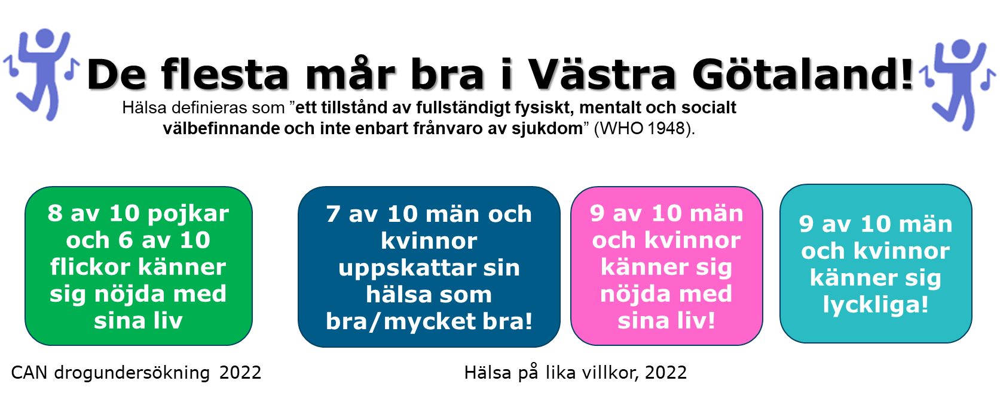 De flesta mår bra i Västra Götaland!
Hälsa definieras som ”ett tillstånd av fullständigt fysiskt, mentalt och socialt
välbefinnande och inte enbart frånvaro av sjukdom” (WHO 1948).
8 av 10 pojkar
och 6 av 10
flickor känner
sig nöjda med
sina liv
7 av 10 män och
kvinnor
uppskattar sin
hälsa som
bra/mycket bra!
9 av 10 män
och kvinnor
känner sig
nöjda med
sina liv!
9 av 10 män
och kvinnor
känner sig
lyckliga!
CAN drogundersökning 2022
Hälsa på lika villkor, 2022